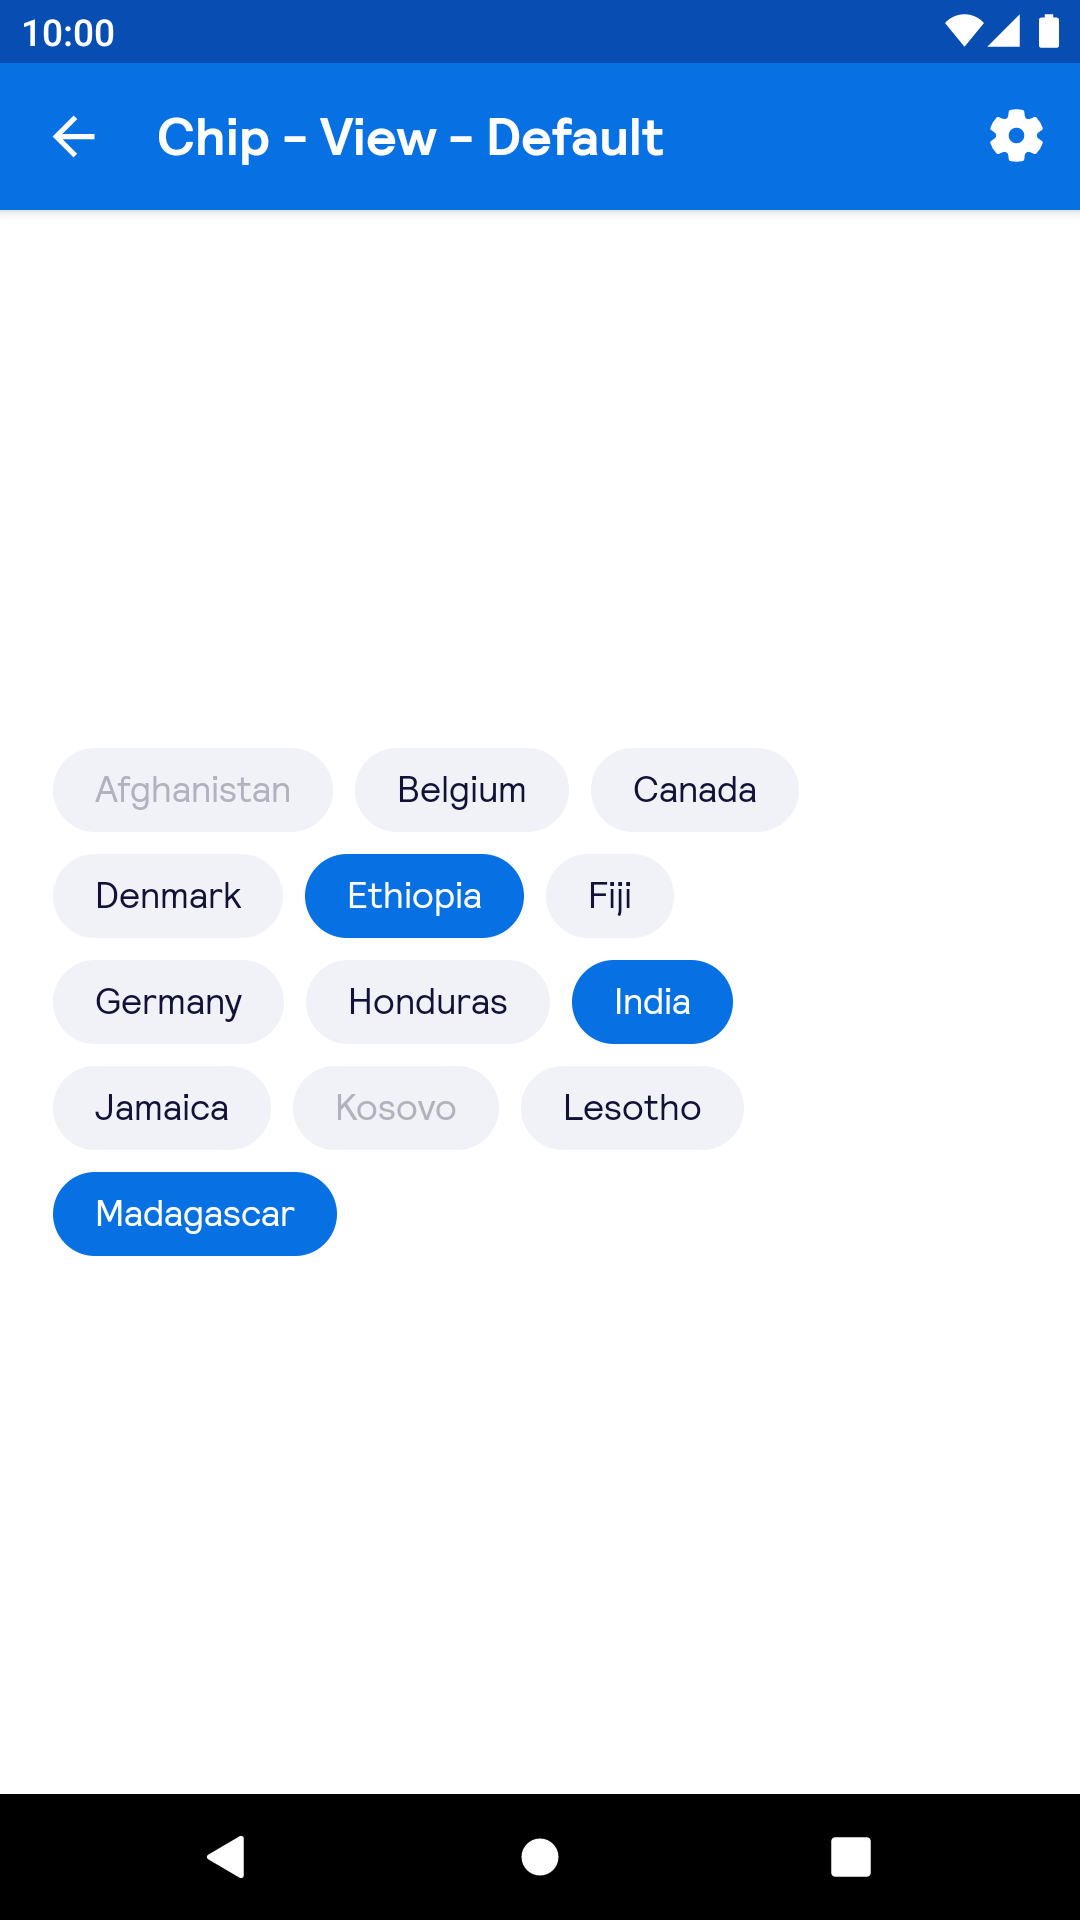 10:00
Chip - View - Default
Afghanistan Belgium Canada
Denmark Ethiopia Fiji
Germany Honduras India
Jamaica Kosovo Lesotho
Madagascar